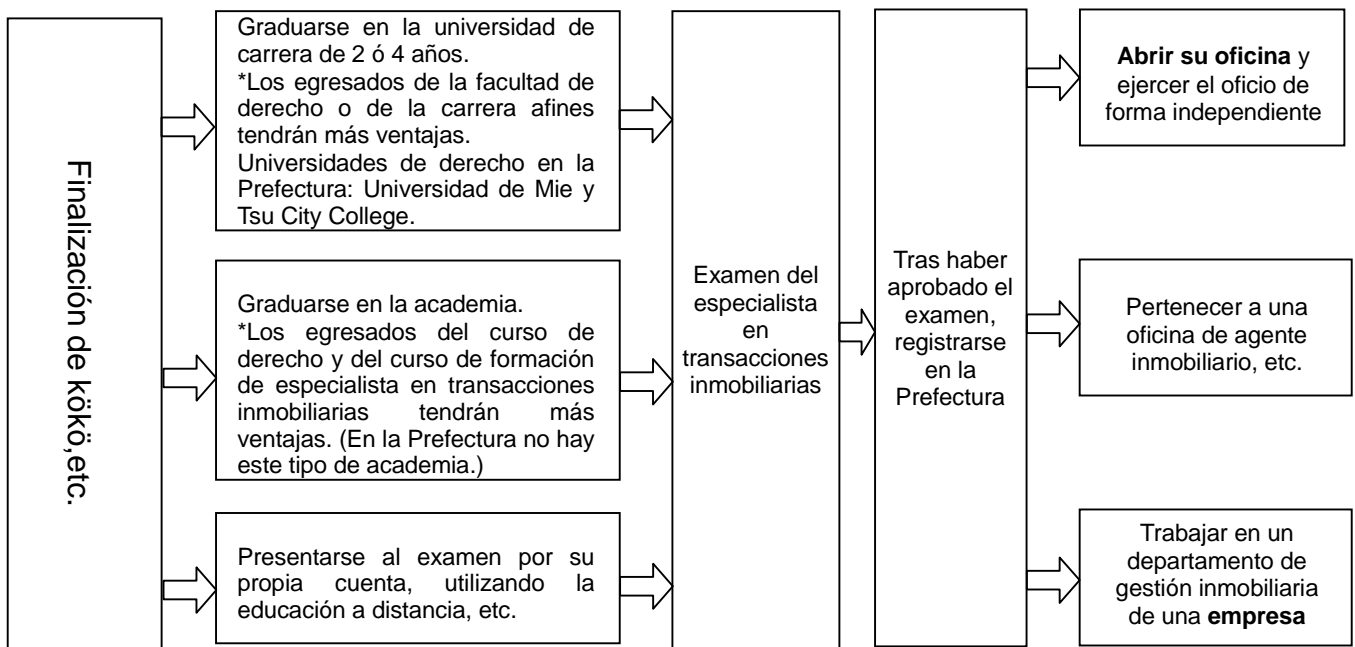 Finalización de kökö,etc.
Graduarse en la universidad de
carrera de 2 ó 4 años.
*Los egresados de la facultad de
derecho o de la carrera afines
tendrán más ventajas.
Universidades de derecho en la
Prefectura: Universidad de Mie y
Tsu City College.
Graduarse en la academia.
*Los egresados del curso de
derecho y del curso de formación
de especialista en transacciones
inmobiliarias tendrán más
ventajas. (En la Prefectura no hay
este tipo de academia.)
Presentarse al examen por su
propia cuenta, utilizando la
educación a distancia, etc.
Examen del
especialista
en
transacciones
inmobiliarias
Tras haber
aprobado el
examen,
registrarse
en la
Prefectura
Abrir su oficina y
ejercer el oficio de
forma independiente
Pertenecer a una
oficina de agente
inmobiliario, etc.
Trabajar en un
departamento de
gestión inmobiliaria
de una empresa